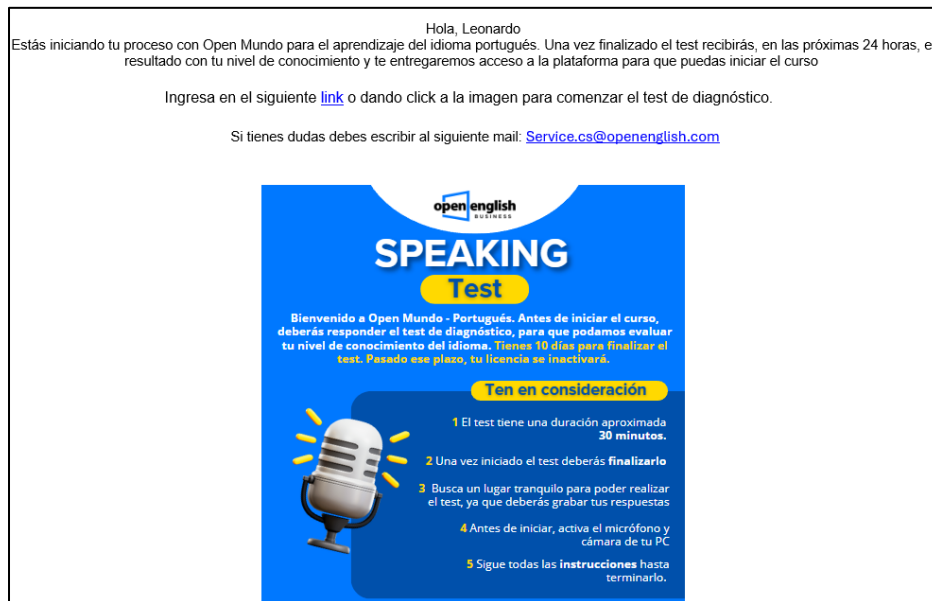 Hola, Leonardo
Estás iniciando tu proceso con Open Mundo para el aprendizaje del idioma portugués. Una vez finalizado el test recibirás, en las próximas 24 horas, e
resultado con tu nivel de conocimiento y te entregaremos acceso a la plataforma para que puedas iniciar el curso
Ingresa en el siguiente link o dando click a la imagen para comenzar el test de diagnóstico.
Si tienes dudas debes escribir al siguiente mail: Service.cs@openenglish.com
open english
BUSINESS
SPEAKING
Test
Bienvenido a Open Mundo - Portugués. Antes de iniciar el curso,
deberás responder el test de diagnóstico, para que podamos evaluar
tu nivel de conocimiento del idioma. Tienes 10 días para finalizar el
test. Pasado ese plazo, tu licencia se inactivará.
Ten en consideración
1 El test tiene una duración aproximada
30 minutos.
2 Una vez iniciado el test deberás finalizarlo
3 Busca un lugar tranquilo para poder realizar
el test, ya que deberás grabar tus respuestas
4 Antes de iniciar, activa el micrófono y
cámara de tu PC
5 Sigue todas las instrucciones hasta
terminarlo.